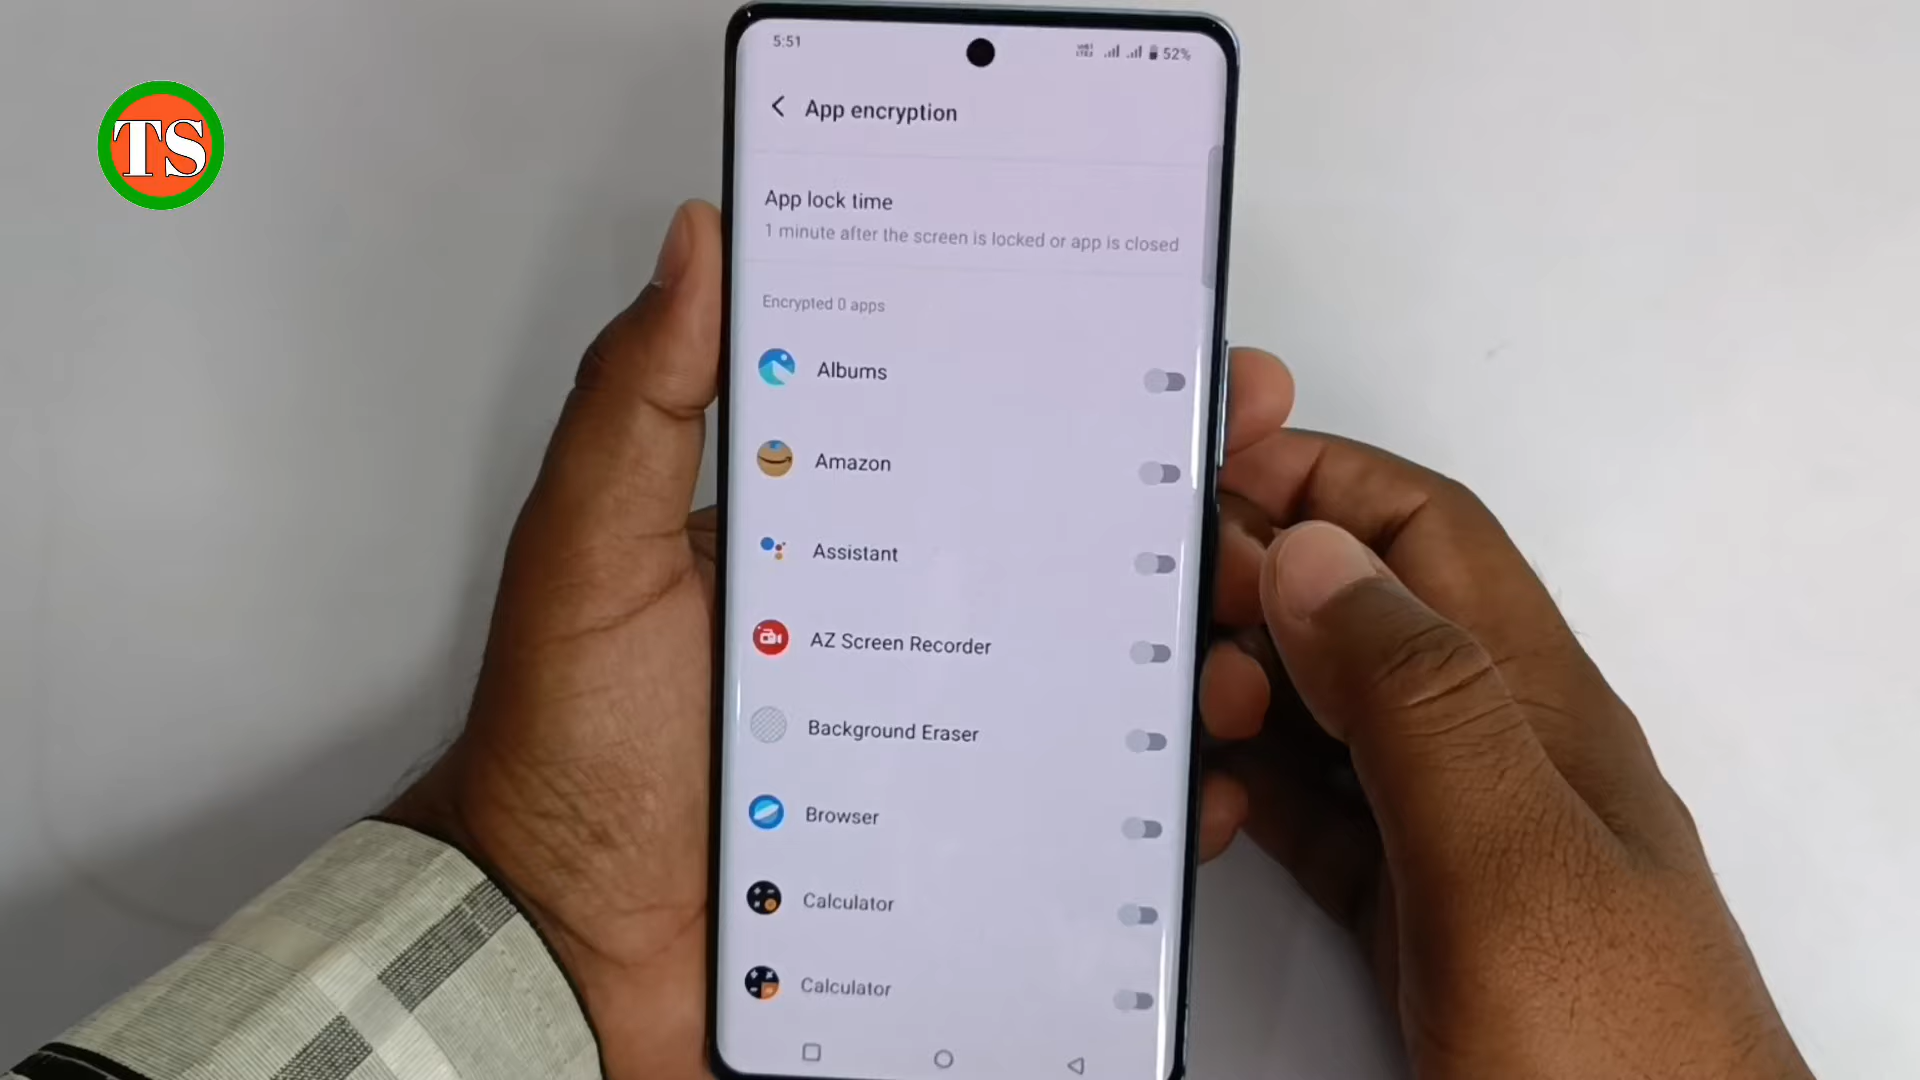 TS
5:51
52%
App encryption
App lock time
1 minute after the screen is locked or app is closed
Encrypted 0 apps
Albums
Amazon
Assistant
AZ Screen Recorder
Background Eraser
Browser
Calculator
Calculator